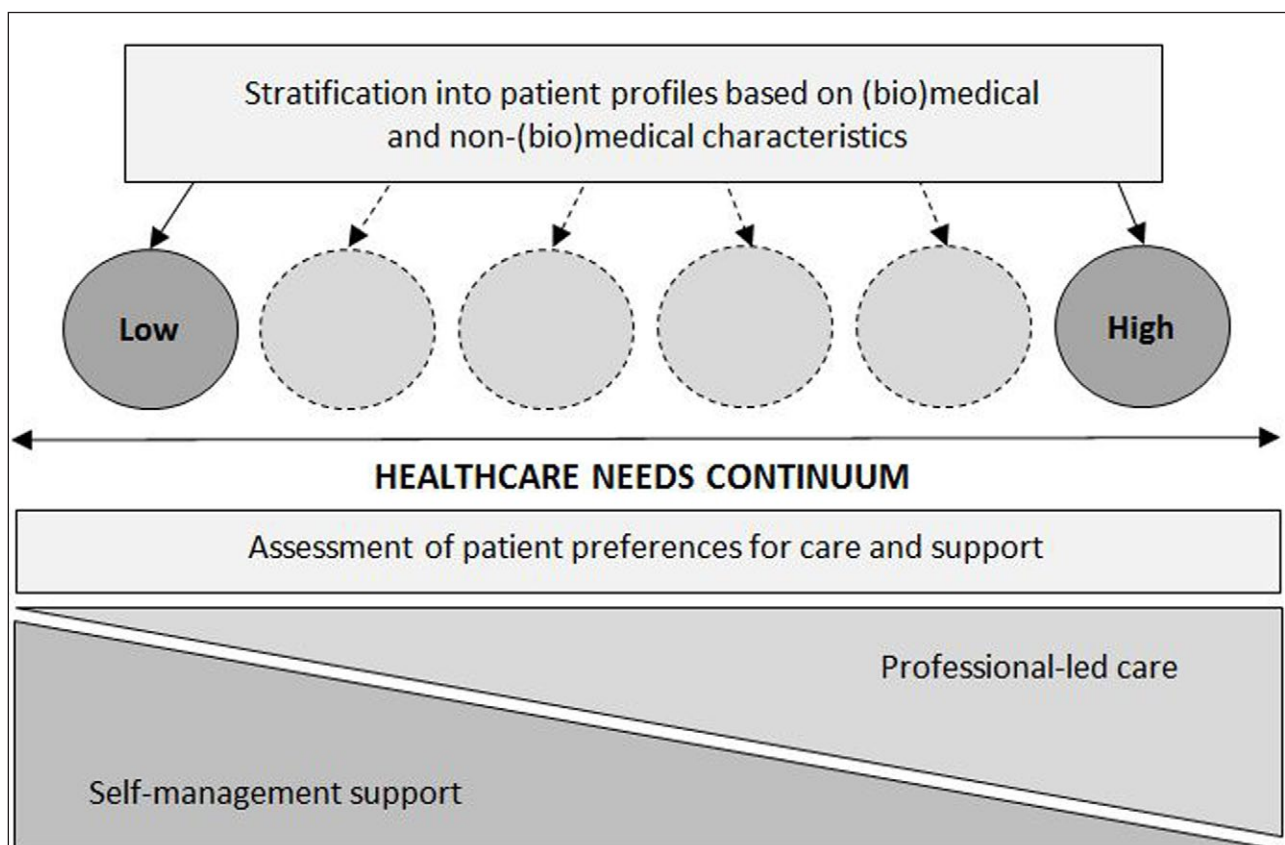 Stratification into patient profiles based on (bio)medical
and non-(bio)medical characteristics
Low
High
HEALTHCARE NEEDS CONTINUUM
Assessment of patient preferences for care and support
Professional-led care
Self-management support